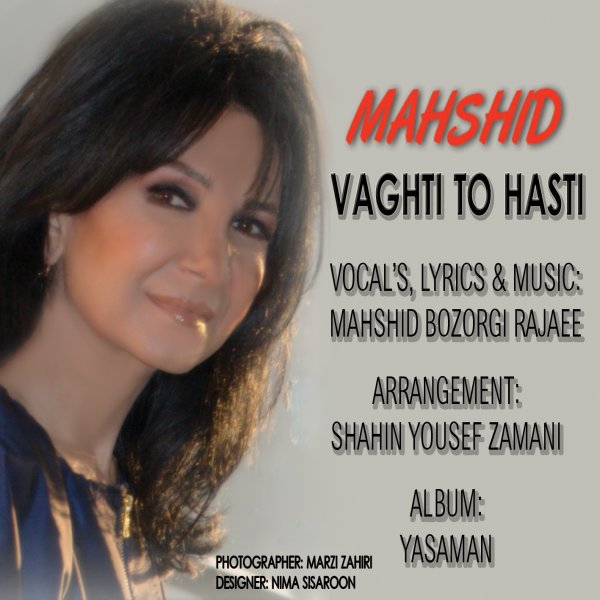 MAHSHID
VAGHTI TO HASTI
VOCAL'S, LYRICS & MUSIC:
MAHSHID BOZORGI RAJAEE
ARRANGEMENT:
SHAHIN YOUSEF ZAMANI
ALBUM:
YASAMAN
PHOTOGRAPHER: MARZI ZAHIRI
DESIGNER: NIMA SISAROON